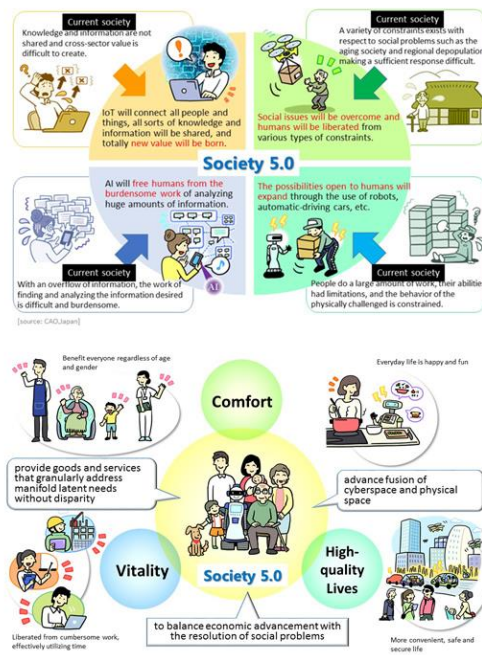 Current society
Knowledge and information are not
shared and cross-sector value is
difficult to create.
IoT will connect all people and
things, all sorts of knowledge and
information will be shared, and
totally new value will be born.
Current society
A variety of constraints exists with
respect to social problems such as the
aging society and regional depopulation,
making a sufficient response difficult.
Social issues will be overcome and
humans will be liberated from
various types of constraints.
Society 5.0
AI will free humans from the
burdensome work of analyzing
huge amounts of information.
AI
Current society
With an overflow of information, the work of
finding and analyzing the information desired
is difficult and burdensome.
The possibilities open to humans will
expand through the use of robots,
automatic-driving cars, etc.
Current society
People do a large amount of work, their abilities
had limitations, and the behavior of the
physically challenged is constrained.
[source: CAO,Japan]
Benefit everyone regardless of age
and gender
Comfort
Everyday life is happy and fun
provide goods and services
that granularly address
manifold latent needs
without disparity
advance fusion of
cyberspace and physical
space
Vitality
Society 5.0
High-
quality
Lives
Liberated from cumbersome work,
effectively utilizing time
to balance economic advancement with
the resolution of social problems
More convenient, safe and
secure life